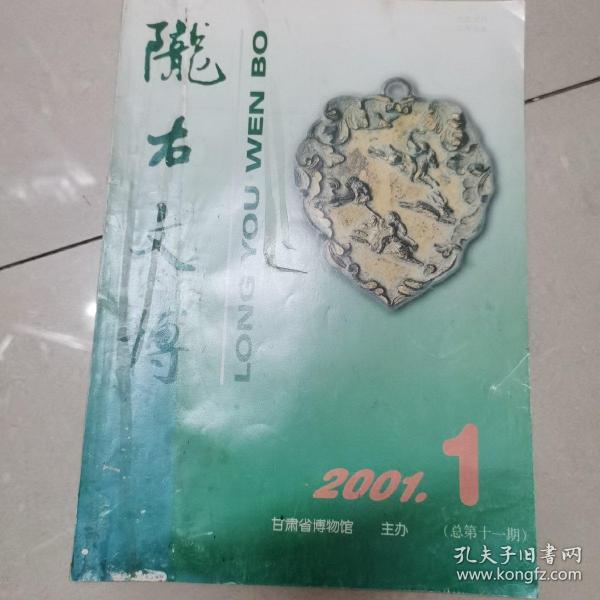 隴右文博
LONG YOU WEN BO
2001.1
甘肃省博物馆 主办 (总第十一期)
孔夫子旧书网
www.kongfz.com